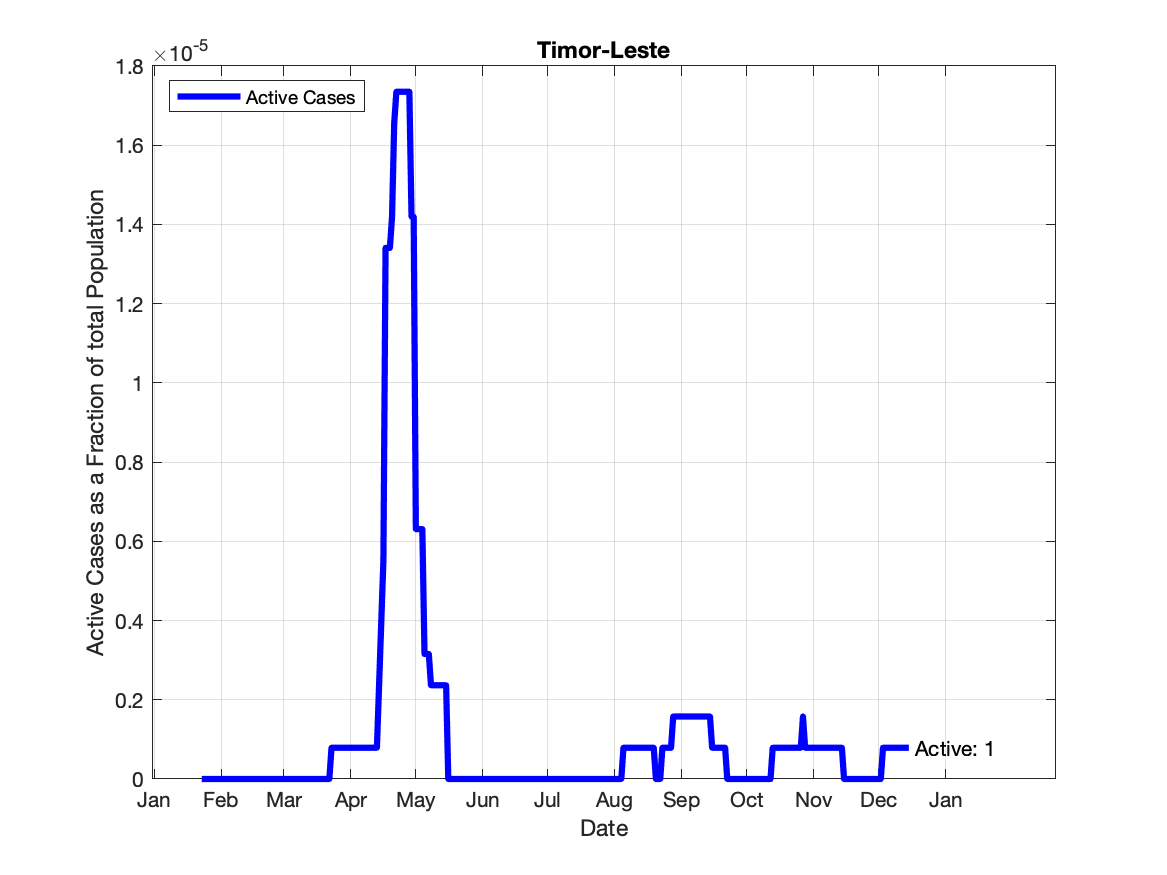 Timor-Leste
×10-5
Active Cases
1.8
1.6
1.4
1.2
1
0.8
0.6
0.4
0.2
0
Active Cases as a Fraction of total Population
Active: 1
Jan Feb Mar Apr May Jun Jul Aug Sep Oct Nov Dec Jan
Date